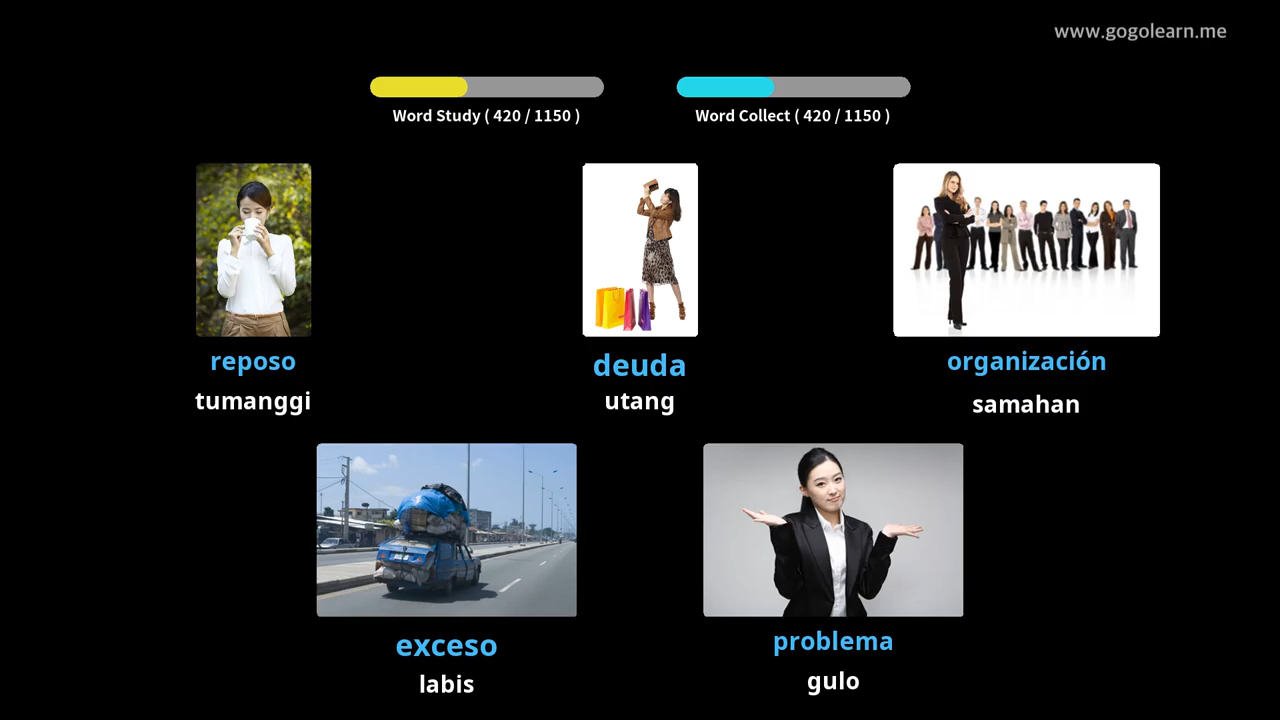 www.gogolearn.me
Word Study ( 420 / 1150 )
Word Collect ( 420 / 1150 )
reposo
tumanggi
deuda
utang
organización
samahan
exceso
labis
problema
gulo